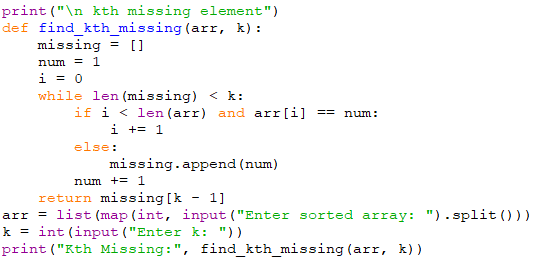 print("\n kth missing element")
def find_kth_missing(arr, k):
    missing = []
    num = 1
    i = 0
    while len(missing) < k:
        if i < len(arr) and arr[i] == num:
            i += 1
        else:
            missing.append(num)
        num += 1
    return missing[k - 1]
arr = list(map(int, input("Enter sorted array: ").split()))
k = int(input("Enter k: "))
print("Kth Missing:", find_kth_missing(arr, k))